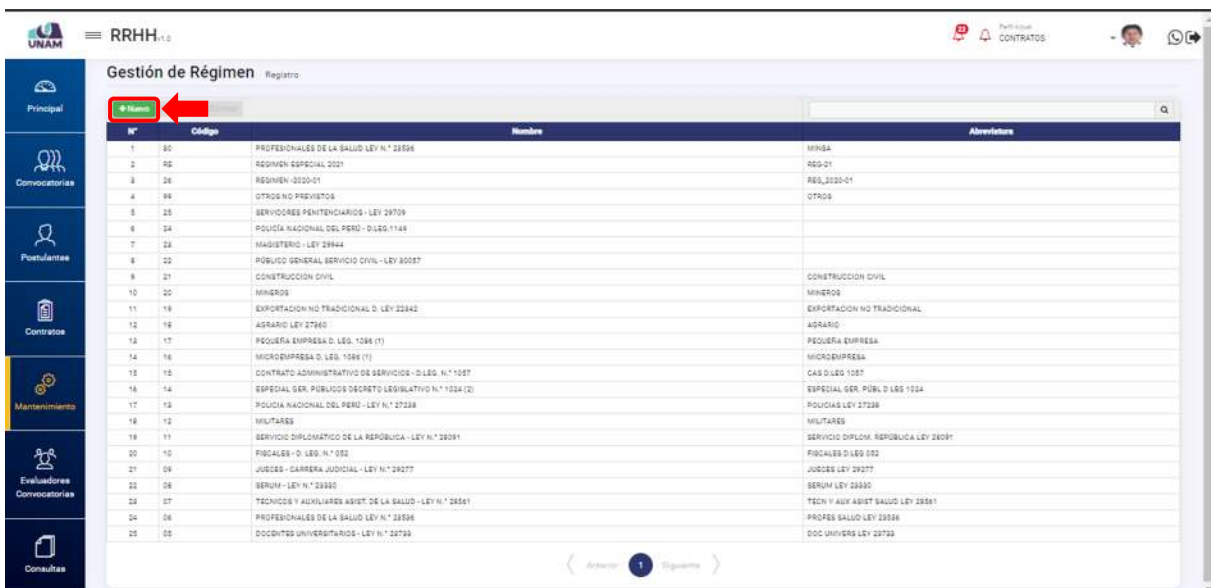 UNAM
RRHH v1.0
23
Perfil Actual
CONTRATOS
Gestión de Régimen Registro
Principal
Convocatorias
Postulantes
Contratos
Mantenimiento
Evaluadores
Convocatorias
Consultas
+ Nuevo
N° Código Nombre Abreviatura
1 80 PROFESIONALES DE LA SALUD LEY N.° 23536 MINSA
2 RE REGIMEN ESPECIAL 2021 REG-21
3 26 REGIMEN -2020-01 REG_2020-01
4 99 OTROS NO PREVISTOS OTROS
5 25 SERVIDORES PENITENCIARIOS - LEY 29709
6 24 POLICÍA NACIONAL DEL PERÚ - D.LEG.1149
7 23 MAGISTERIO - LEY 29944
8 22 PÚBLICO GENERAL SERVICIO CIVIL - LEY 30057
9 21 CONSTRUCCION CIVIL CONSTRUCCION CIVIL
10 20 MINEROS MINEROS
11 19 EXPORTACION NO TRADICIONAL D. LEY 22342 EXPORTACION NO TRADICIONAL
12 18 AGRARIO LEY 27360 AGRARIO
13 17 PEQUEÑA EMPRESA D. LEG. 1086 (1) PEQUEÑA EMPRESA
14 16 MICROEMPRESA D. LEG. 1086 (1) MICROEMPRESA
15 15 CONTRATO ADMINISTRATIVO DE SERVICIOS - D.LEG. N.° 1057 CAS D.LEG 1057
16 14 ESPECIAL GER. PÚBLICOS DECRETO LEGISLATIVO N.° 1024 (2) ESPECIAL GER. PÚBL D LEG 1024
17 13 POLICIA NACIONAL DEL PERÚ - LEY N.° 27238 POLICIAS LEY 27238
18 12 MILITARES MILITARES
19 11 SERVICIO DIPLOMÁTICO DE LA REPÚBLICA - LEY N.° 28091 SERVICIO DIPLOM. REPÚBLICA LEY 28091
20 10 FISCALES - D. LEG. N.° 052 FISCALES D.LEG 052
21 09 JUECES - CARRERA JUDICIAL - LEY N.° 29277 JUECES LEY 29277
22 08 SERUM - LEY N.° 23330 SERUM LEY 23330
23 07 TECNICOS Y AUXILIARES ASIST. DE LA SALUD - LEY N.° 28561 TECN Y AUX ASIST SALUD LEY 28561
24 06 PROFESIONALES DE LA SALUD LEY N.° 23536 PROFES SALUD LEY 23536
25 05 DOCENTES UNIVERSITARIOS - LEY N.° 23733 DOC UNIVERS LEY 23733
Anterior 1 Siguiente